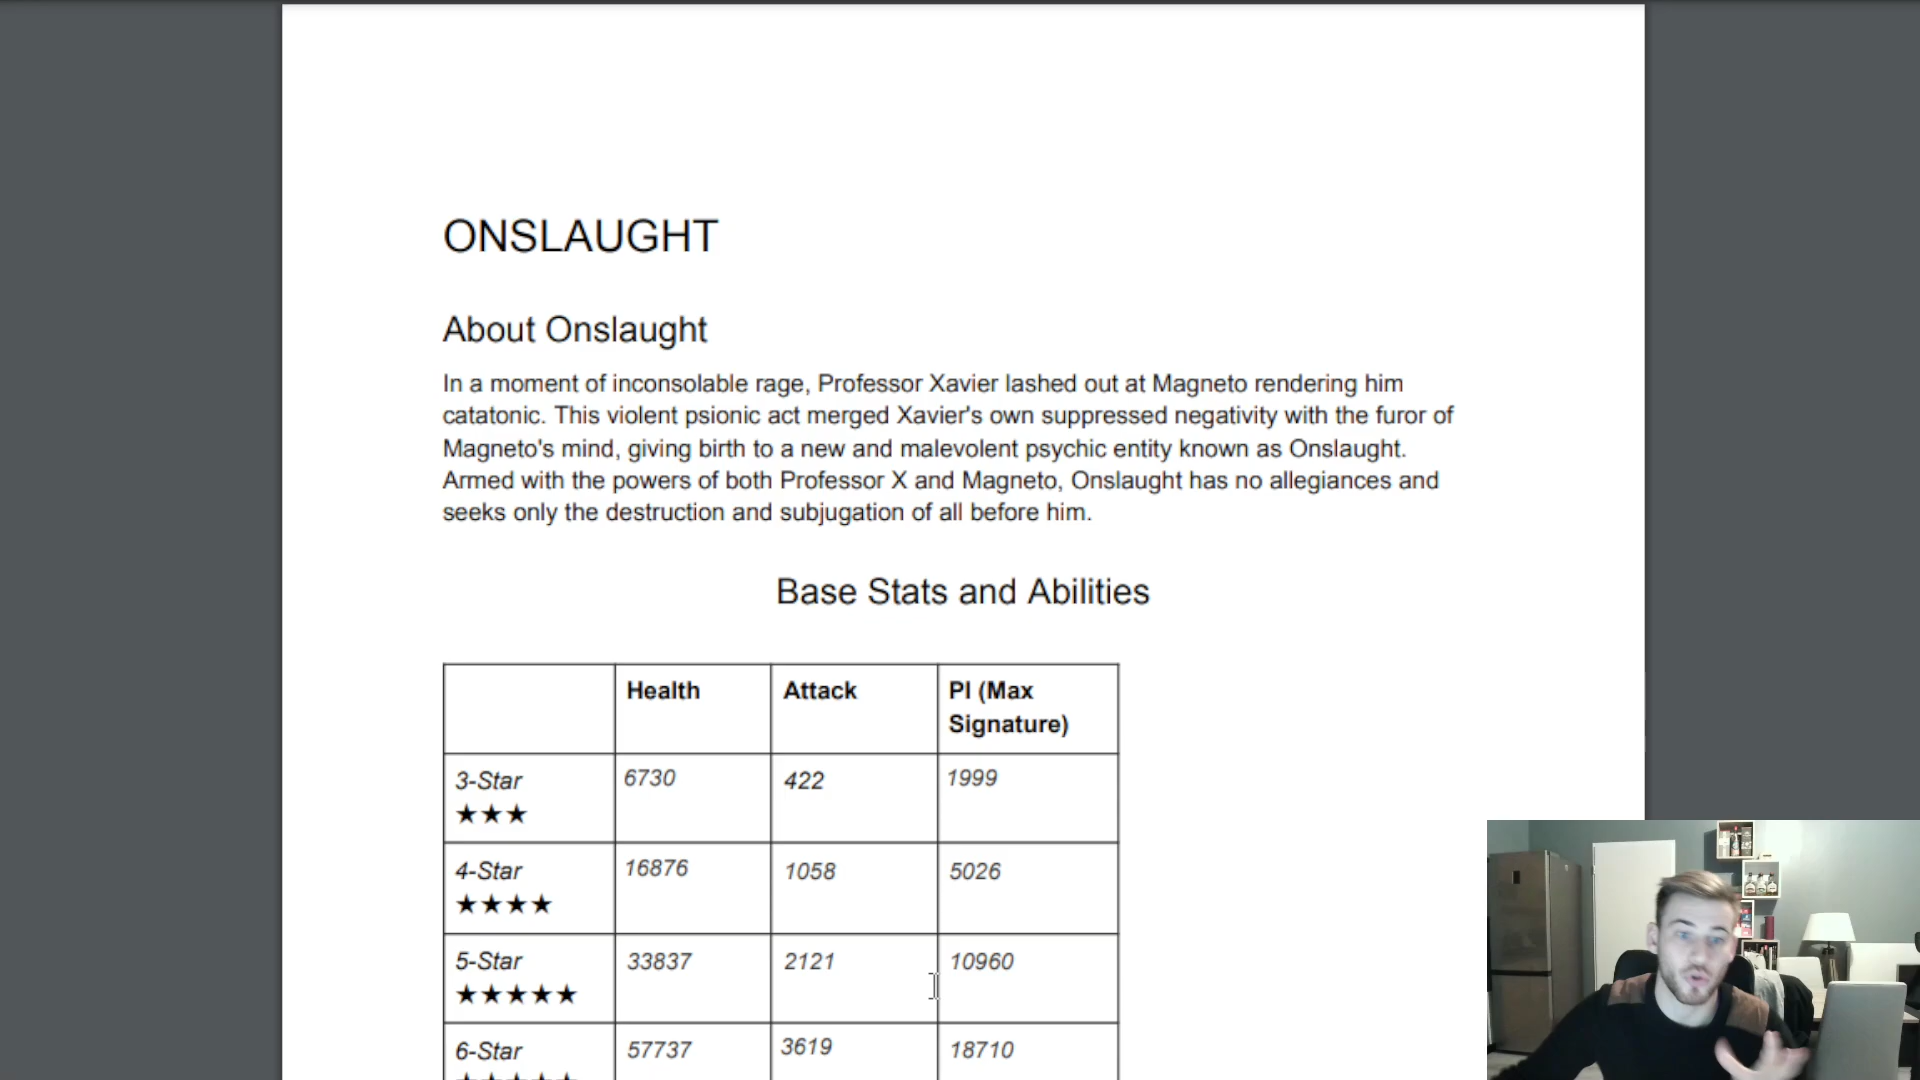 ONSLAUGHT
About Onslaught
In a moment of inconsolable rage, Professor Xavier lashed out at Magneto rendering him
catatonic. This violent psionic act merged Xavier's own suppressed negativity with the furor of
Magneto's mind, giving birth to a new and malevolent psychic entity known as Onslaught.
Armed with the powers of both Professor X and Magneto, Onslaught has no allegiances and
seeks only the destruction and subjugation of all before him.
Base Stats and Abilities
Health Attack PI (Max
Signature)
3-Star 6730 422 1999
★★★
4-Star 16876 1058 5026
★★★★
5-Star 33837 2121 10960
★★★★★
6-Star 57737 3619 18710